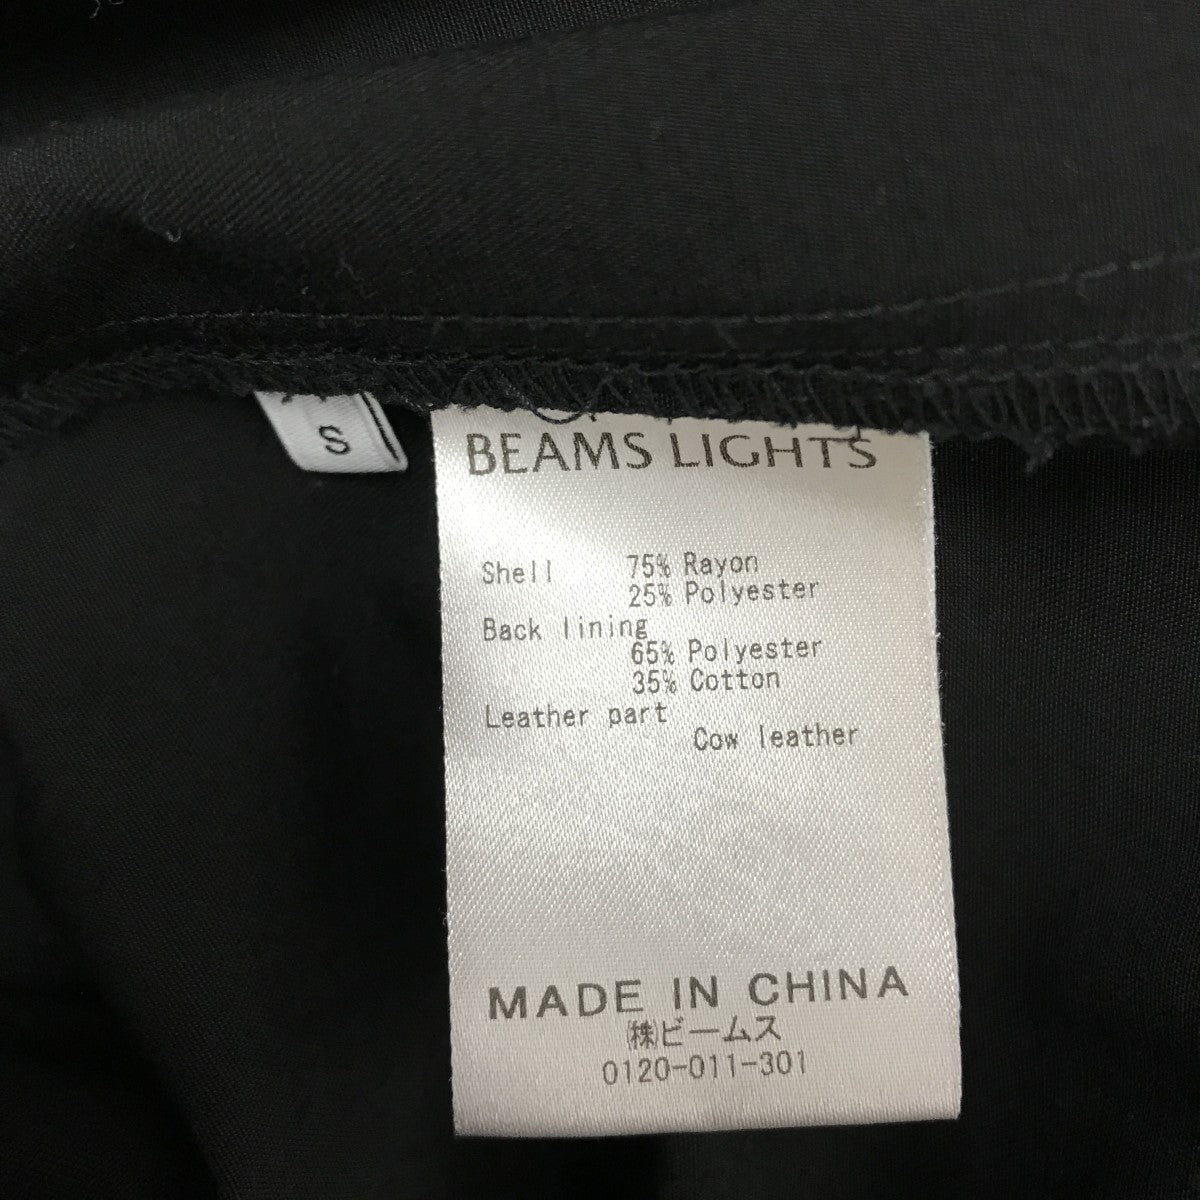 S
BEAMS LIGHTS
Shell 75% Rayon
25% Polyester
Back lining
65% Polyester
35% Cotton
Leather part
Cow leather
MADE IN CHINA
㈱ビームス
0120-011-301